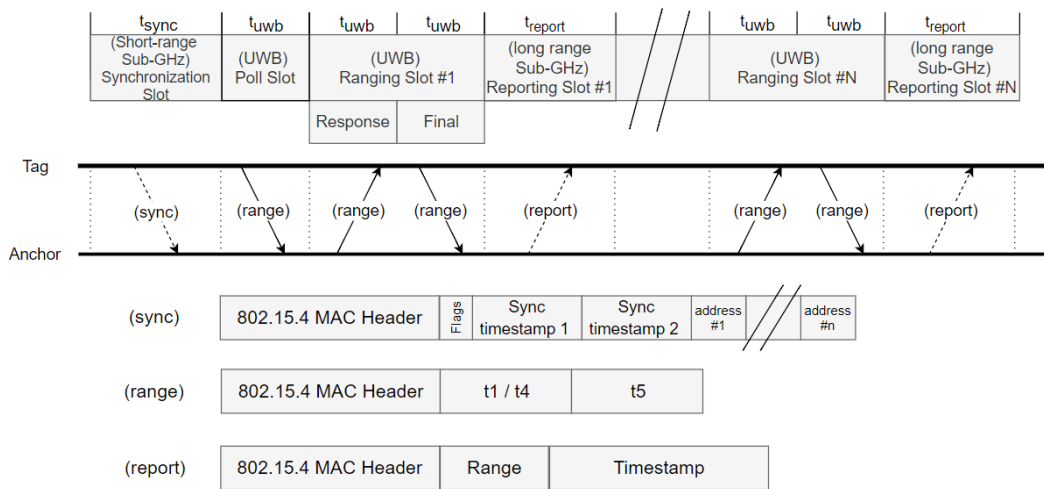 tsync
tuwb
tuwb
tuwb
treport
tuwb
tuwb
treport
(Short-range
Sub-GHz)
Synchronization
Slot
(UWB)
Poll Slot
(UWB)
Ranging Slot #1
(long range
Sub-GHz)
Reporting Slot #1
(UWB)
Ranging Slot #N
(long range
Sub-GHz)
Reporting Slot #N
Response
Final
Tag
(sync)
(range)
(range)
(range)
(report)
(range)
(range)
(report)
Anchor
(sync)
802.15.4 MAC Header
Flags
Sync
timestamp 1
Sync
timestamp 2
address
#1
address
#n
(range)
802.15.4 MAC Header
t1 / t4
t5
(report)
802.15.4 MAC Header
Range
Timestamp